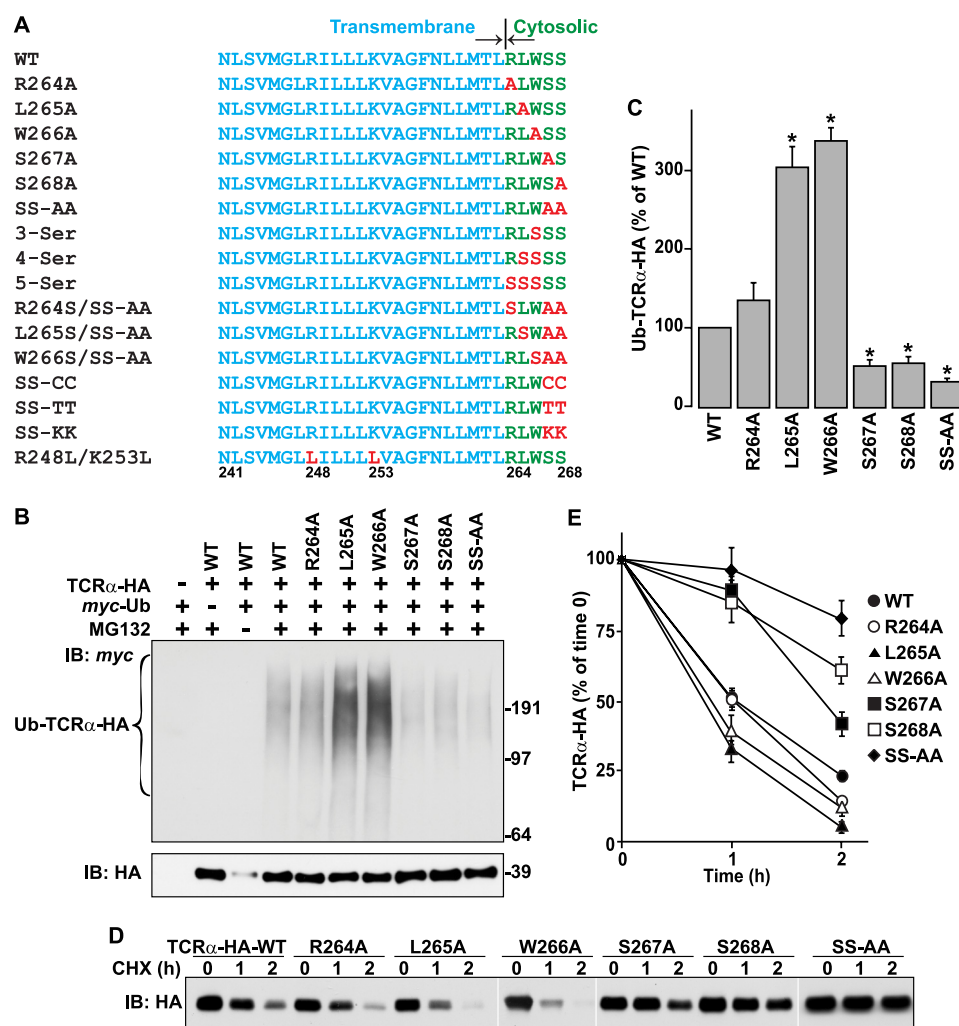 A
Transmembrane Cytosolic
WT NLSVMGLRILLLKVAGFNLLMTLRLWSS
R264A NLSVMGLRILLLKVAGFNLLMTLALWSS
L265A NLSVMGLRILLLKVAGFNLLMTLRAWSS
W266A NLSVMGLRILLLKVAGFNLLMTLRLASS
S267A NLSVMGLRILLLKVAGFNLLMTLRLWAS
S268A NLSVMGLRILLLKVAGFNLLMTLRLWSA
SS-AA NLSVMGLRILLLKVAGFNLLMTLRLWAA
3-Ser NLSVMGLRILLLKVAGFNLLMTLRLSSS
4-Ser NLSVMGLRILLLKVAGFNLLMTLRSSSS
5-Ser NLSVMGLRILLLKVAGFNLLMTLSSSSS
R264S/SS-AA NLSVMGLRILLLKVAGFNLLMTLSLWAA
L265S/SS-AA NLSVMGLRILLLKVAGFNLLMTLRSWAA
W266S/SS-AA NLSVMGLRILLLKVAGFNLLMTLRLSAA
SS-CC NLSVMGLRILLLKVAGFNLLMTLRLWCC
SS-TT NLSVMGLRILLLKVAGFNLLMTLRLWTT
SS-KK NLSVMGLRILLLKVAGFNLLMTLRLWKK
R248L/K253L NLSVMGLLILLLLVAGFNLLMTLRLWSS
241 248 253 264 268
C
Ub-TCRα-HA (% of WT)
300
200
100
0
* * * * *
WT R264A L265A W266A S267A S268A SS-AA
B
WT WT WT R264A L265A W266A S267A S268A SS-AA
- + + + + + + + + + TCRα-HA
+ - + + + + + + + + myc-Ub
+ + - + + + + + + + MG132
IB: myc
Ub-TCRα-HA
-191
-97
-64
IB: HA
-39
E
TCRα-HA (% of time 0)
100
75
50
25
0
0 1 2
Time (h)
WT
R264A
L265A
W266A
S267A
S268A
SS-AA
D
TCRα-HA-WT R264A L265A W266A S267A S268A SS-AA
CHX (h) 0 1 2 0 1 2 0 1 2 0 1 2 0 1 2 0 1 2 0 1 2
IB: HA